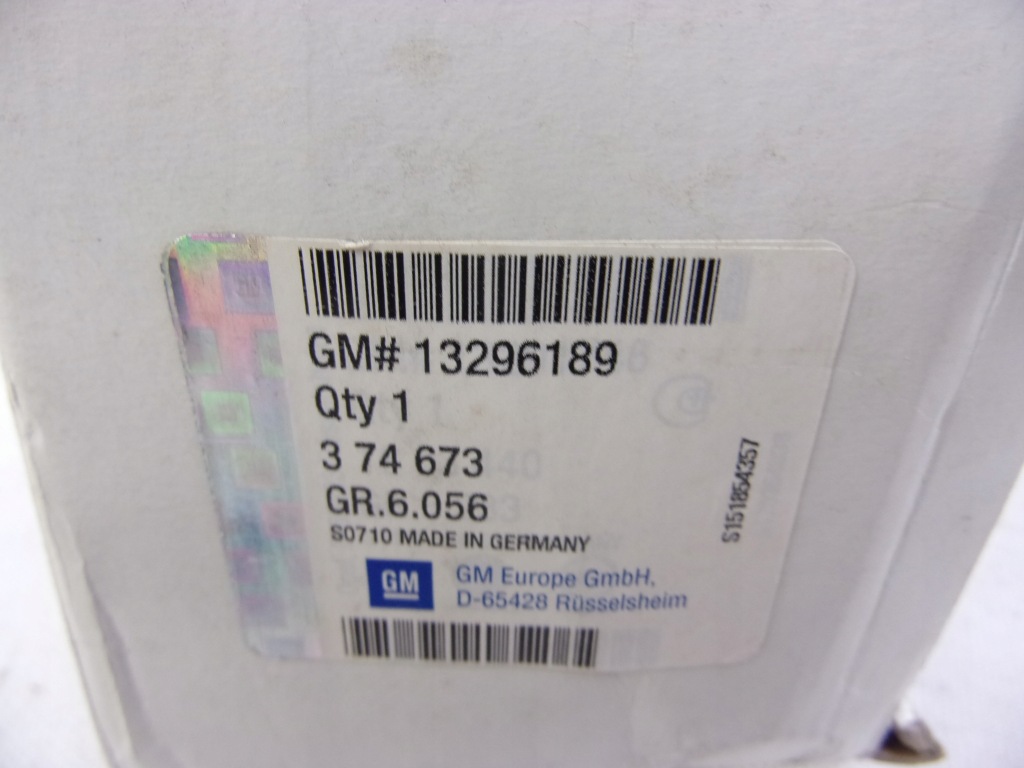 GM# 13296189
Qty 1
3 74 673
GR.6.056
S0710 MADE IN GERMANY
GM
GM Europe GmbH,
D-65428 Rüsselsheim
S151854357